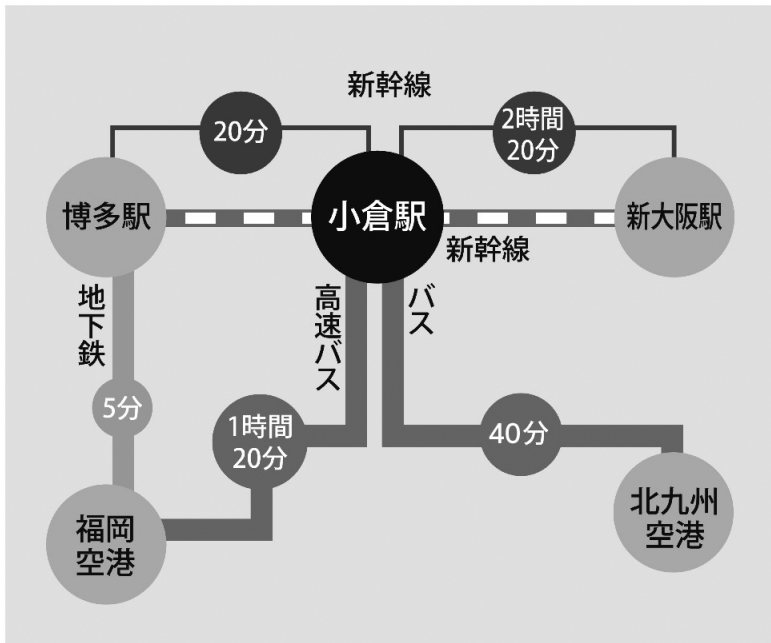 新幹線
20分
2時間
20分
博多駅
小倉駅
新大阪駅
新幹線
地下鉄
高速バス
バス
5分
1時間
20分
40分
福岡
空港
北九州
空港